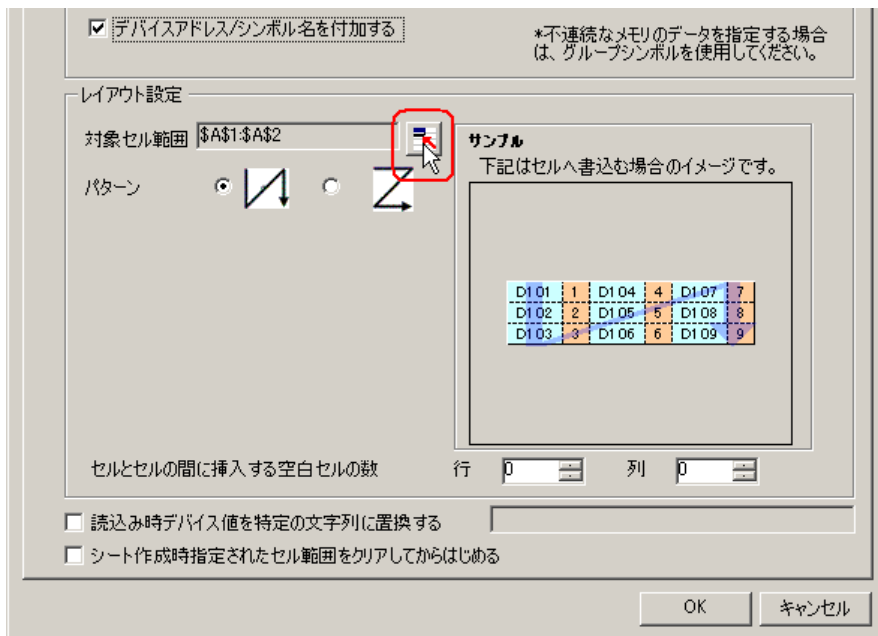 デバイスアドレス/シンボル名を付加する
*不連続なメモリのデータを指定する場合
は、グループシンボルを使用してください。
レイアウト設定
対象セル範囲 $A$1:$A$2
サンプル
下記はセルへ書込む場合のイメージです。
パターン
D101 1 D104 4 D107 7
D102 2 D105 5 D108 8
D103 3 D106 6 D109 9
セルとセルの間に挿入する空白セルの数 行 0 列 0
読込み時デバイス値を特定の文字列に置換する
シート作成時指定されたセル範囲をクリアしてからはじめる
OK キャンセル